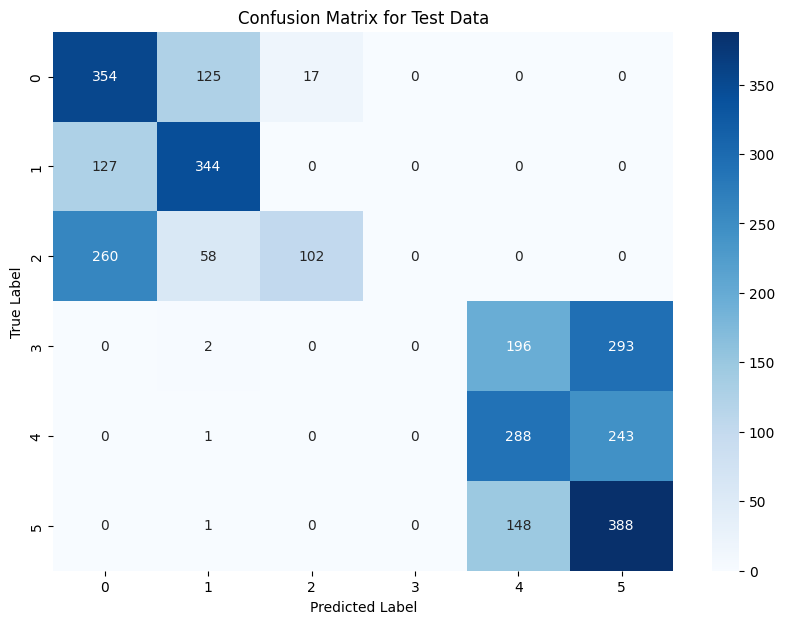 Confusion Matrix for Test Data
0 354 125 17 0 0 0
1 127 344 0 0 0 0
2 260 58 102 0 0 0
3 0 2 0 0 196 293
4 0 1 0 0 288 243
5 0 1 0 0 148 388
0 1 2 3 4 5
True Label
Predicted Label
350
300
250
200
150
100
50
0